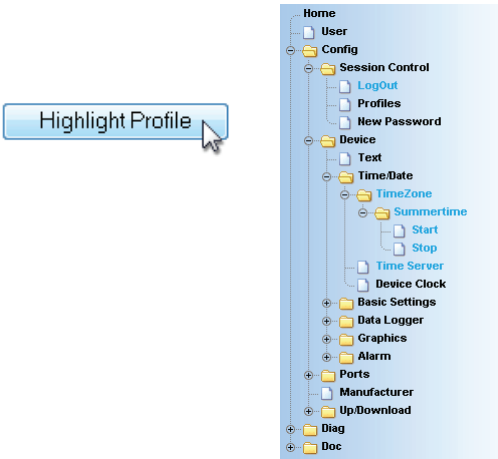 Highlight Profile
Home
User
Config
Session Control
LogOut
Profiles
New Password
Device
Text
Time/Date
TimeZone
Summertime
Start
Stop
Time Server
Device Clock
Basic Settings
Data Logger
Graphics
Alarm
Ports
Manufacturer
Up/Download
Diag
Doc